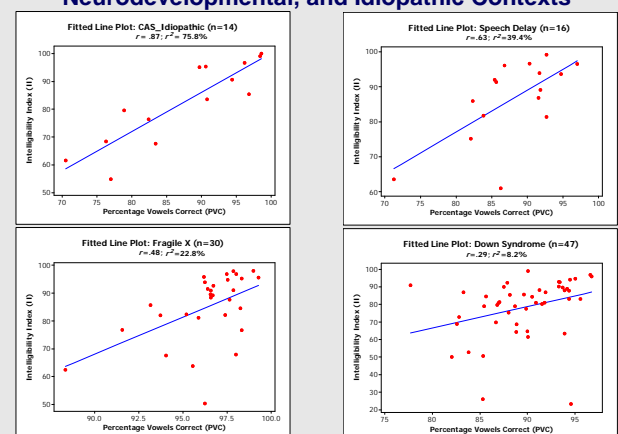 Neurodevelopmental, and Idiopathic Contexts
Fitted Line Plot: CAS_Idiopathic (n=14)
r = .87; r² = 75.8%
Intelligibility Index (II)
100
90
80
70
60
50
70
75
80
85
90
95
100
Percentage Vowels Correct (PVC)
Fitted Line Plot: Speech Delay (n=16)
r=.63; r²=39.4%
Intelligibility Index (II)
100
90
80
70
60
70
75
80
85
90
95
100
Percentage Vowels Correct (PVC)
Fitted Line Plot: Fragile X (n=30)
r=.48; r²=22.8%
Intelligibility Index (II)
100
90
80
70
60
50
90.0
92.5
95.0
97.5
100.0
Percentage Vowels Correct (PVC)
Fitted Line Plot: Down Syndrome (n=47)
r=.29; r²=8.2%
Intelligibility Index (II)
100
90
80
70
60
50
40
30
20
75
80
85
90
95
Percentage Vowels Correct (PVC)